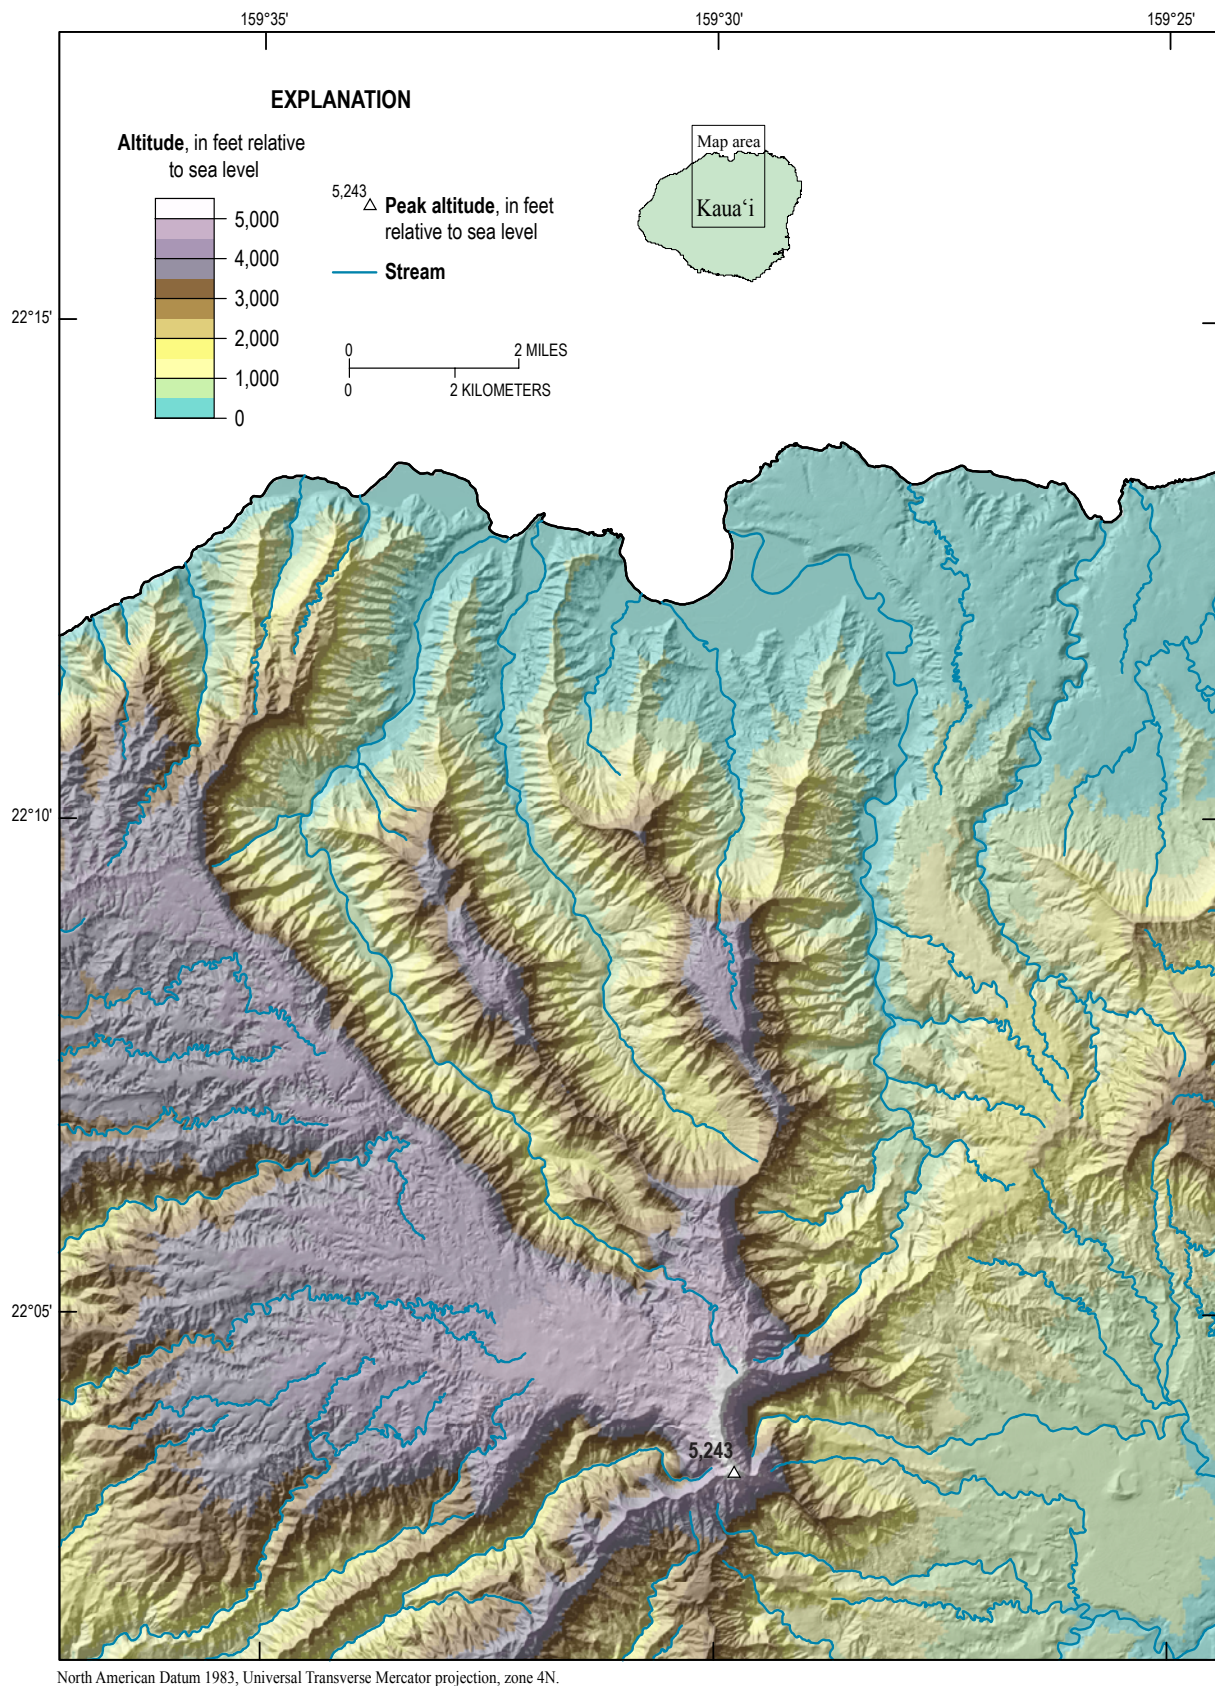 159°35'
159°30'
159°25'
EXPLANATION
Altitude, in feet relative
to sea level
5,000
4,000
3,000
2,000
1,000
0
5,243
Peak altitude, in feet
relative to sea level
Stream
0
2 MILES
0
2 KILOMETERS
Map area
Kaua‘i
22°15'
22°10'
22°05'
5,243
North American Datum 1983, Universal Transverse Mercator projection, zone 4N.